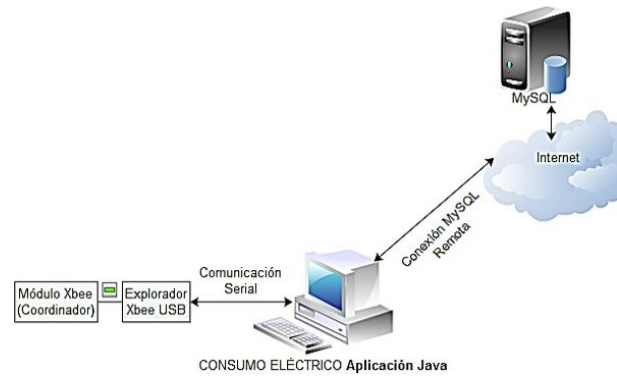 MySQL
Internet
Conexión MySQL
Remota
Comunicación
Serial
Módulo Xbee
(Coordinador)
Explorador
Xbee USB
CONSUMO ELÉCTRICO Aplicación Java